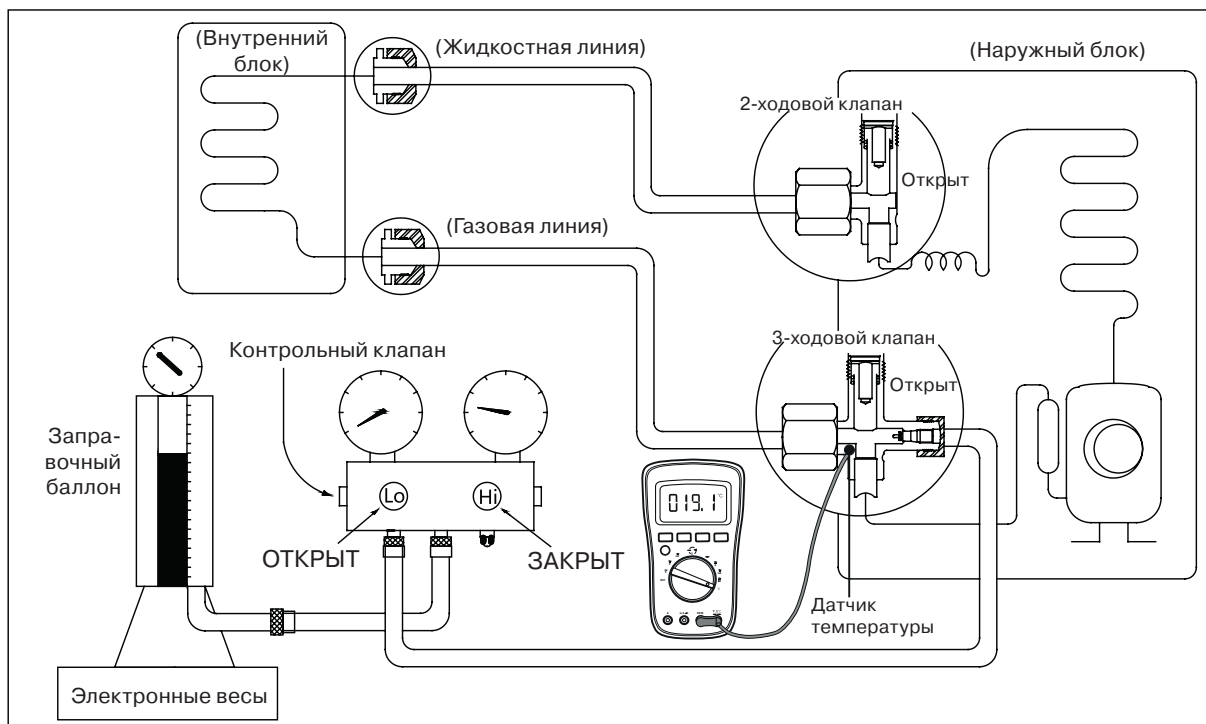 (Внутренний
блок)
(Жидкостная линия)
(Наружный блок)
2-ходовой клапан
Открыт
(Газовая линия)
3-ходовой клапан
Открыт
Контрольный клапан
Запра-
вочный
баллон
Lo
Hi
ОТКРЫТ
ЗАКРЫТ
019.1 °C
Датчик
температуры
Электронные весы